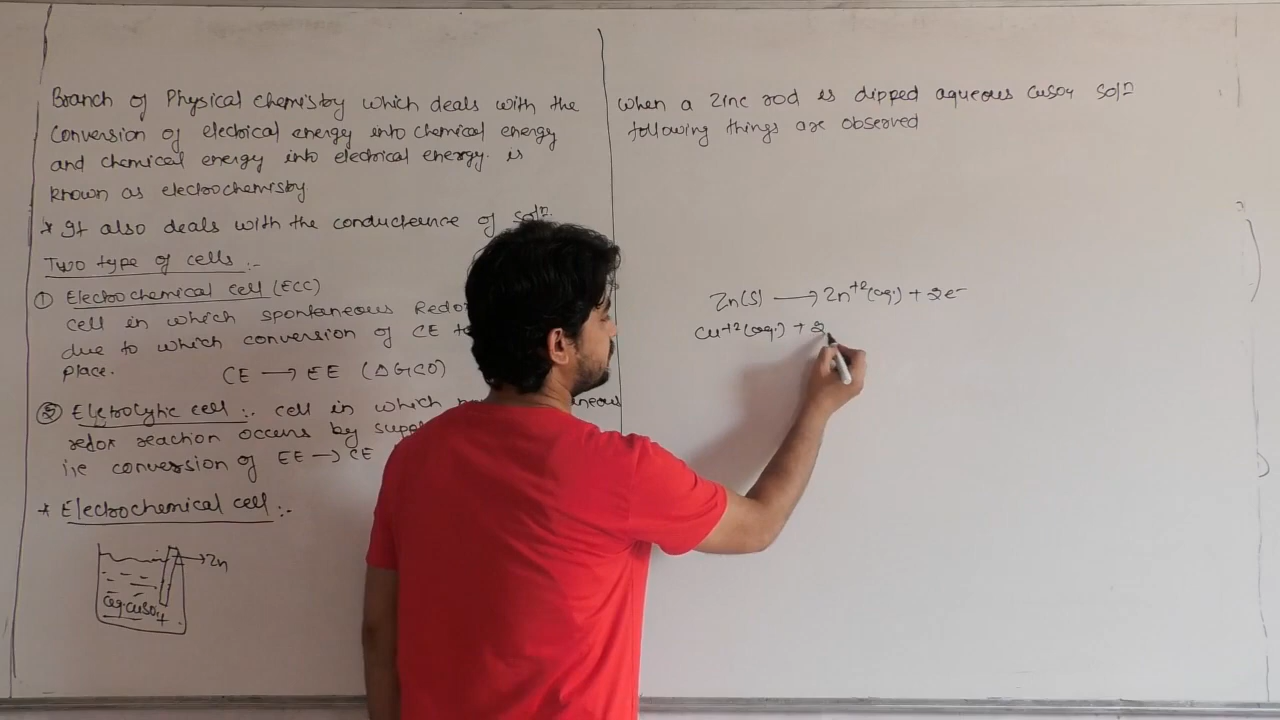 Branch of Physical chemistry which deals with the
conversion of electrical energy into chemical energy
and chemical energy into electrical energy. is
known as electrochemistry
* It also deals with the conductance of solⁿ.
Two type of cells :-
① Electrochemical cell (ECC)
cell in which spontaneous Redo
due to which conversion of CE to
place.
CE → EE (ΔG<0)
② Elctrolytic cell :. cell in which neous
redox reaction occurs by supp
i,e conversion of EE → CE
* Electrochemical cell :-
Zn
aq. CuSO4
when a zinc rod is dipped aqueous CuSO4 solⁿ
following things are observed
Zn(s) → Zn+2(aq.) + 2e-
Cu+2(aq.) + 2